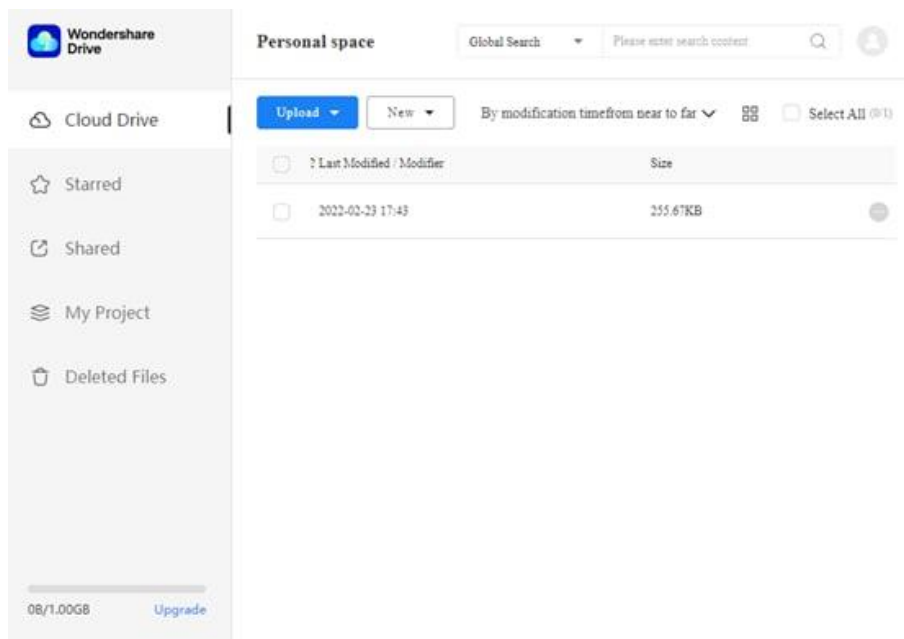 Wondershare
Drive
Personal space
Global Search
Please enter search content
Cloud Drive
Upload
New
By modification timefrom near to far
Select All (0/1)
? Last Modified / Modifier
Size
Starred
2022-02-23 17:43
255.67KB
Shared
My Project
Deleted Files
0B/1.00GB
Upgrade